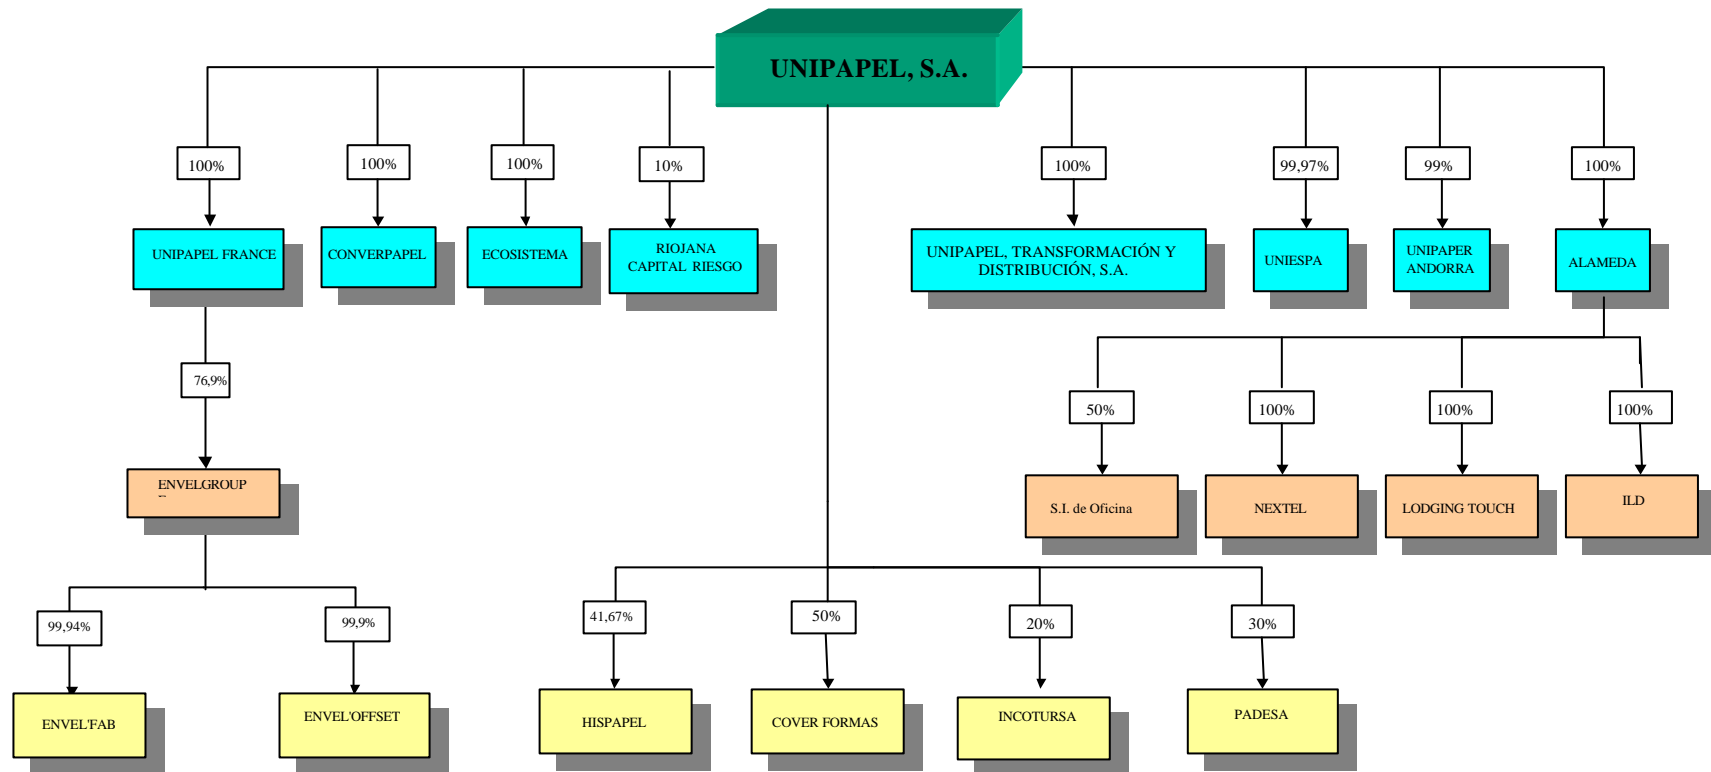 UNIPAPEL, S.A.
100%
100%
100%
10%
100%
99,97%
99%
100%
UNIPAPEL FRANCE
CONVERPAPEL
ECOSISTEMA
RIOJANA
CAPITAL RIESGO
UNIPAPEL, TRANSFORMACIÓN Y
DISTRIBUCIÓN, S.A.
UNIESPA
UNIPAPER
ANDORRA
ALAMEDA
76,9%
50%
100%
100%
100%
ENVELGROUP
S.I. de Oficina
NEXTEL
LODGING TOUCH
ILD
99,94%
99,9%
41,67%
50%
20%
30%
ENVEL'FAB
ENVEL'OFFSET
HISPAPEL
COVER FORMAS
INCOTURSA
PADESA